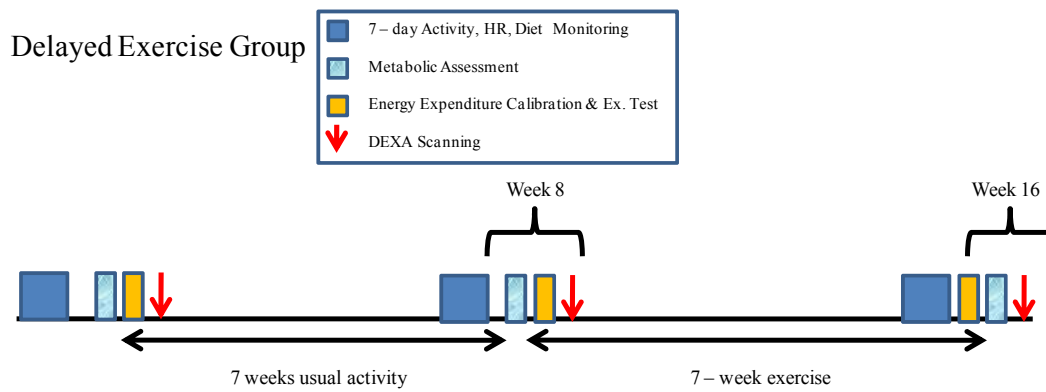 Delayed Exercise Group
7 – day Activity, HR, Diet Monitoring
Metabolic Assessment
Energy Expenditure Calibration & Ex. Test
DEXA Scanning
Week 8
Week 16
7 weeks usual activity
7 – week exercise